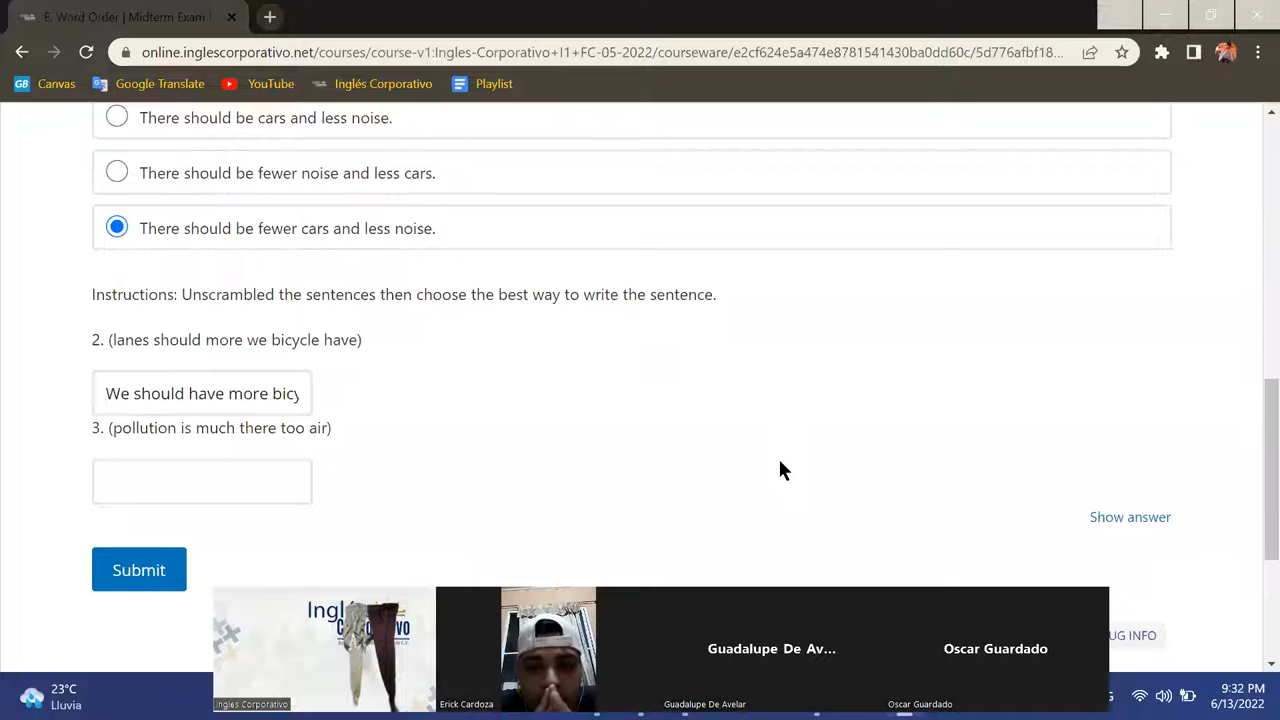 E. Word Order | Midterm Exam |
online.inglescorporativo.net/courses/course-v1:Ingles-Corporativo+I1+FC-05-2022/courseware/e2cf624e5a474e8781541430ba0dd60c/5d776afbf18...
GB Canvas Google Translate YouTube Inglés Corporativo Playlist
There should be cars and less noise.
There should be fewer noise and less cars.
There should be fewer cars and less noise.
Instructions: Unscrambled the sentences then choose the best way to write the sentence.
2. (lanes should more we bicycle have)
We should have more bicy
3. (pollution is much there too air)
Show answer
Submit
UG INFO
Guadalupe De Av...
Oscar Guardado
Ingles Corporativo
Erick Cardoza
Guadalupe De Avelar
Oscar Guardado
23°C
Lluvia
9:32 PM
6/13/2022